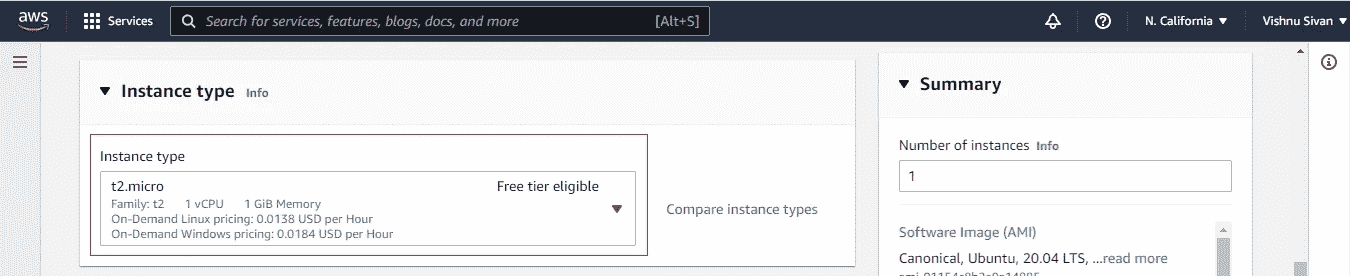 aws Services Search for services, features, blogs, docs, and more [Alt+S] N. California Vishnu Sivan
Instance type Info
Instance type
t2.micro Free tier eligible
Family: t2 1 vCPU 1 GiB Memory
On-Demand Linux pricing: 0.0138 USD per Hour
On-Demand Windows pricing: 0.0184 USD per Hour
Compare instance types
Summary
Number of instances Info
1
Software Image (AMI)
Canonical, Ubuntu, 20.04 LTS, ...read more